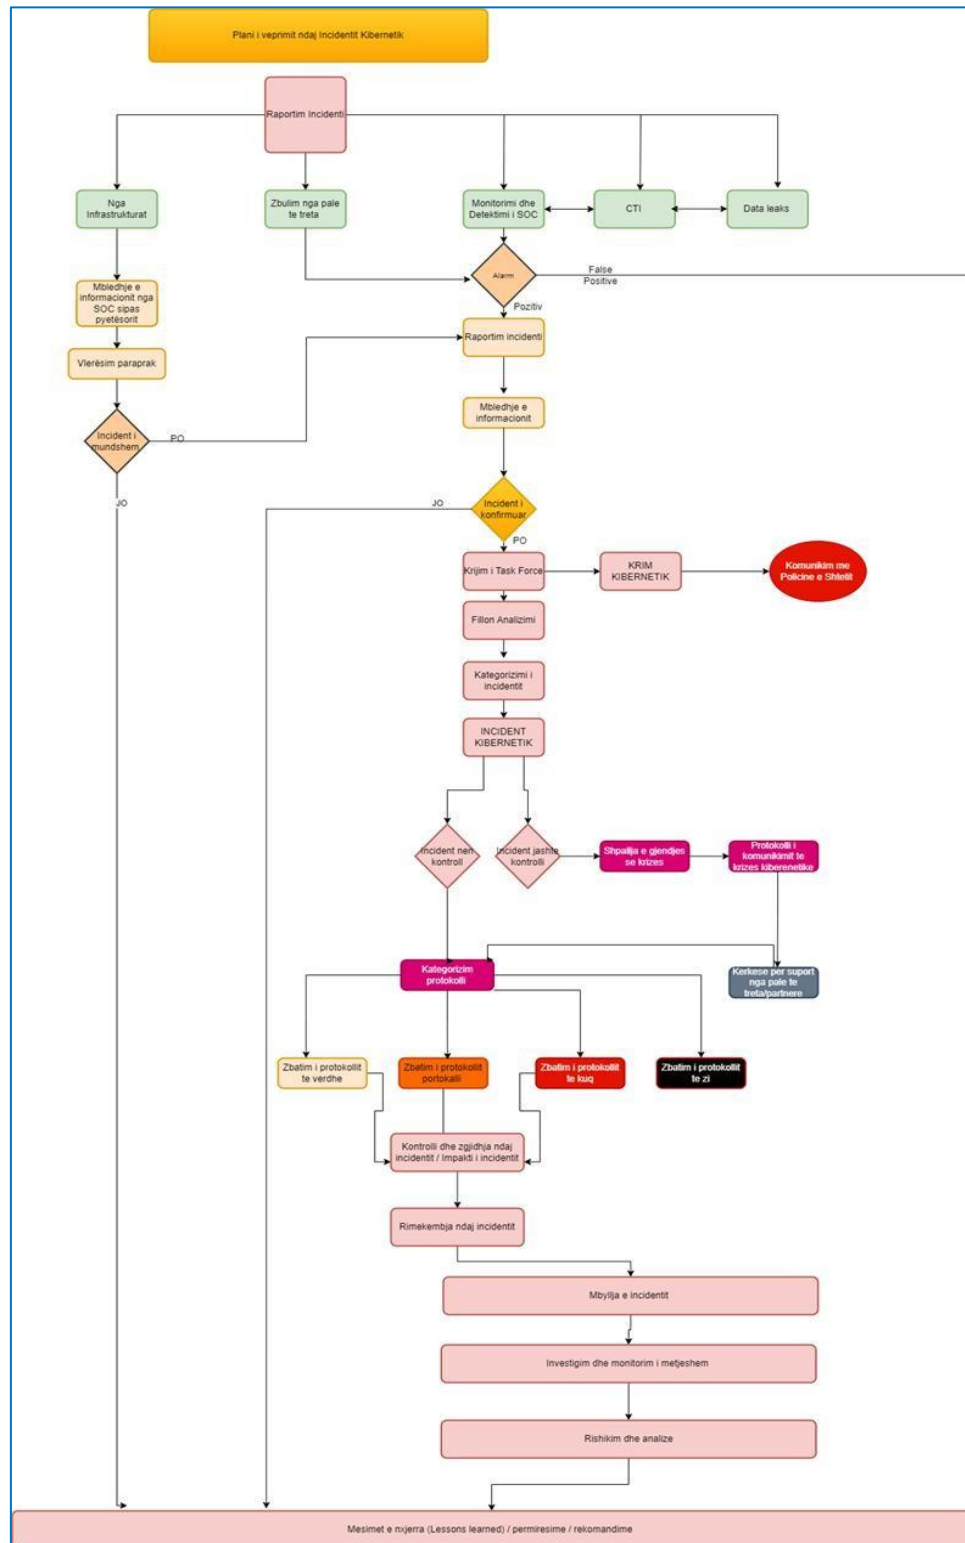 Plani i veprimit ndaj Incidentit Kibernetik
Raportim Incidenti
Nga
Infrastrukturat
Zbulim nga pale
te treta
Monitorimi dhe
Detektimi i SOC
CTI
Data leaks
Alarm
False
Positive
Pozitiv
Mbledhje e
informacionit nga
SOC sipas
pyetësorit
Raportim incidenti
Vlerësim paraprak
Mbledhje e
informacionit
Incident i
mundshem
PO
JO
JO
Incident i
konfirmuar
PO
Krijim i Task Force
KRIM
KIBERNETIK
Komunikim me
Policine e Shtetit
Fillon Analizimi
Kategorizimi i
incidentit
INCIDENT
KIBERNETIK
Incident nen
kontroll
Incident jashte
kontrolli
Shpallja e gjendjes
se krizes
Protokolli i
komunikimit te
krizes kiberenetike
Kategorizim
protokolli
Kerkese per suport
nga pale te
treta/partnere
Zbatim i protokollit
te verdhe
Zbatim i protokollit
portokalli
Zbatim i protokollit
te kuq
Zbatim i protokollit
te zi
Kontrolli dhe zgjidhja ndaj
incidentit / Impakti i incidentit
Rimekembja ndaj incidentit
Mbyllja e incidentit
Investigim dhe monitorim i metjeshem
Rishikim dhe analize
Mesimet e nxjerra (Lessons learned) / permiresime / rekomandime